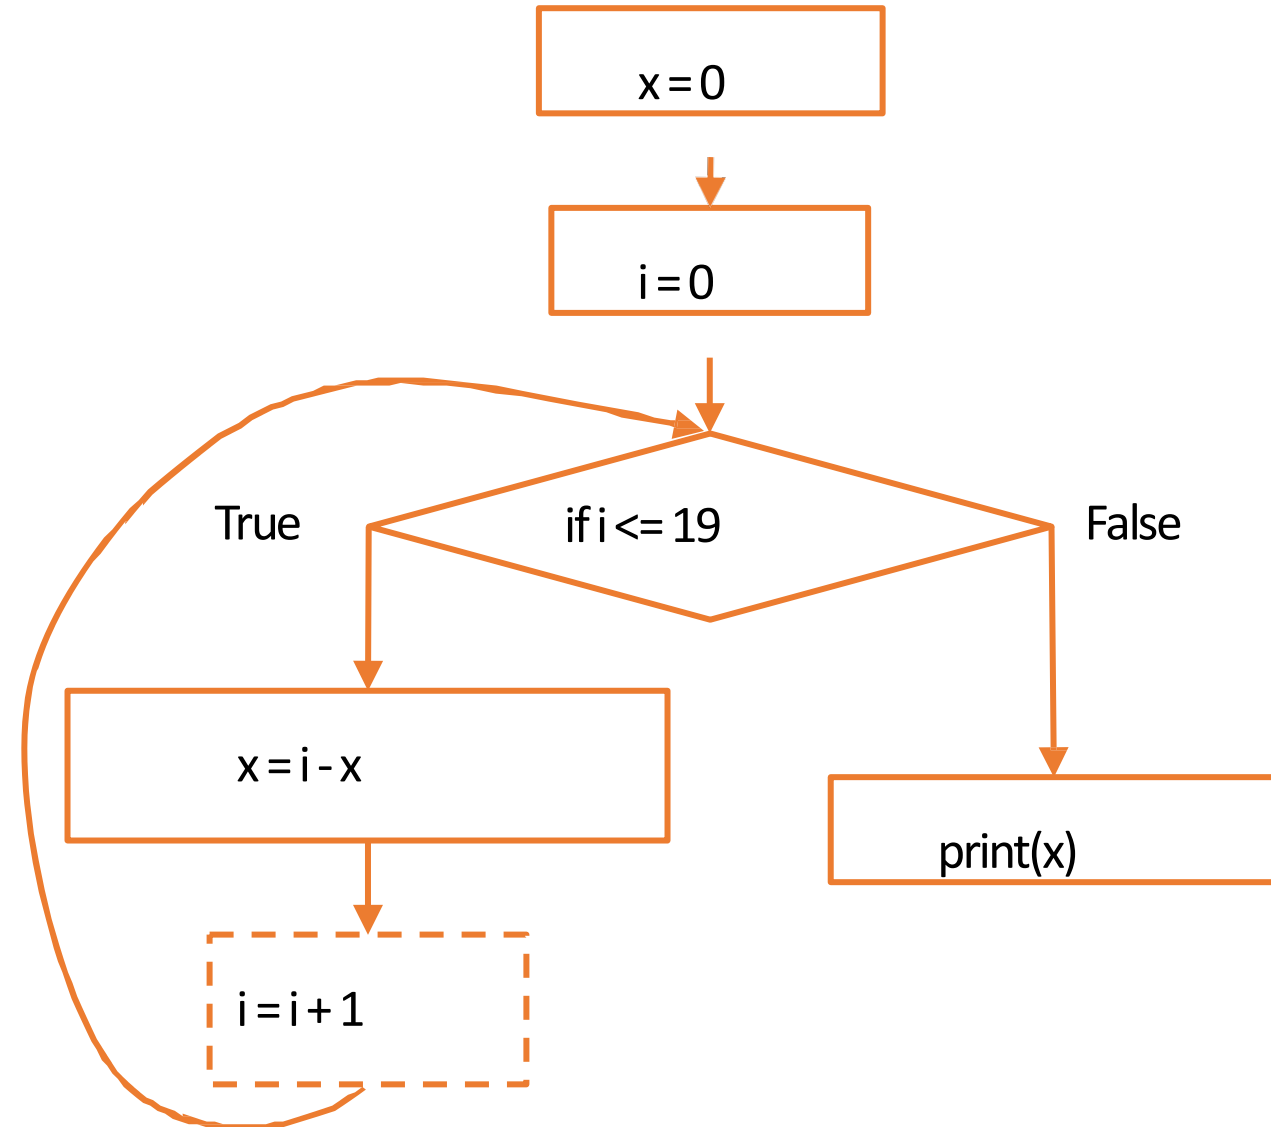 x = 0
i = 0
True
if i <= 19
False
x = i - x
print(x)
i = i + 1